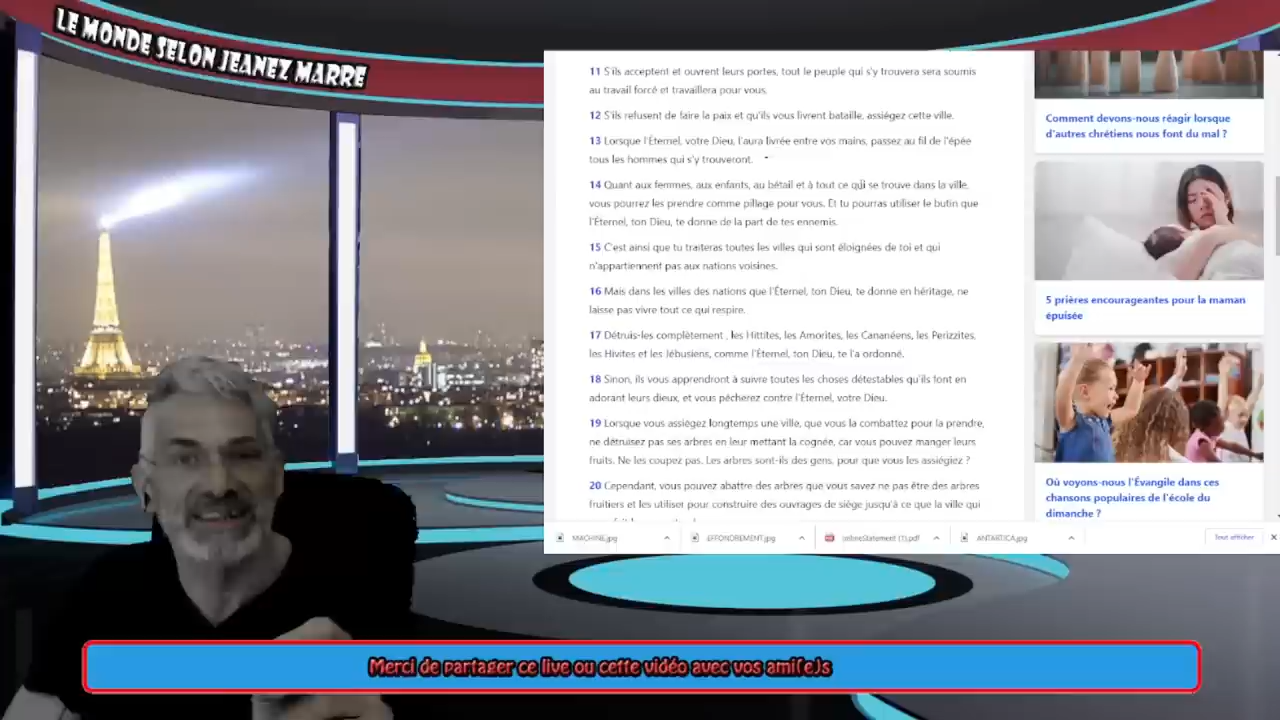 LE MONDE SELON JEANEZ MARRE
11 S'ils acceptent et ouvrent leurs portes, tout le peuple qui s'y trouvera sera soumis
au travail forcé et travaillera pour vous.
12 S'ils refusent de faire la paix et qu'ils vous livrent bataille, assiégez cette ville.
13 Lorsque l'Éternel, votre Dieu, l'aura livrée entre vos mains, passez au fil de l'épée
tous les hommes qui s'y trouveront.
14 Quant aux femmes, aux enfants, au bétail et à tout ce qui se trouve dans la ville,
vous pourrez les prendre comme pillage pour vous. Et tu pourras utiliser le butin que
l'Éternel, ton Dieu, te donne de la part de tes ennemis.
15 C'est ainsi que tu traiteras toutes les villes qui sont éloignées de toi et qui
n'appartiennent pas aux nations voisines.
16 Mais dans les villes des nations que l'Éternel, ton Dieu, te donne en héritage, ne
laisse pas vivre tout ce qui respire.
17 Détruis-les complètement , les Hittites, les Amorites, les Cananéens, les Perizzites,
les Hivites et les Jébusiens, comme l'Éternel, ton Dieu, te l'a ordonné.
18 Sinon, ils vous apprendront à suivre toutes les choses détestables qu'ils font en
adorant leurs dieux, et vous pécherez contre l'Éternel, votre Dieu.
19 Lorsque vous assiégez longtemps une ville, que vous la combattez pour la prendre,
ne détruisez pas ses arbres en leur mettant la cognée, car vous pouvez manger leurs
fruits. Ne les coupez pas. Les arbres sont-ils des gens, pour que vous les assiégiez ?
20 Cependant, vous pouvez abattre des arbres que vous savez ne pas être des arbres
fruitiers et les utiliser pour construire des ouvrages de siège jusqu'à ce que la ville qui
Comment devons-nous réagir lorsque
d'autres chrétiens nous font du mal ?
5 prières encourageantes pour la maman
épuisée
Où voyons-nous l'Évangile dans ces
chansons populaires de l'école du
dimanche ?
MACHINE.jpg
EFFONDREMENT.jpg
onlineStatement (1).pdf
ANTARTICA.jpg
Tout afficher
Merci de partager ce live ou cette vidéo avec vos ami(e)s